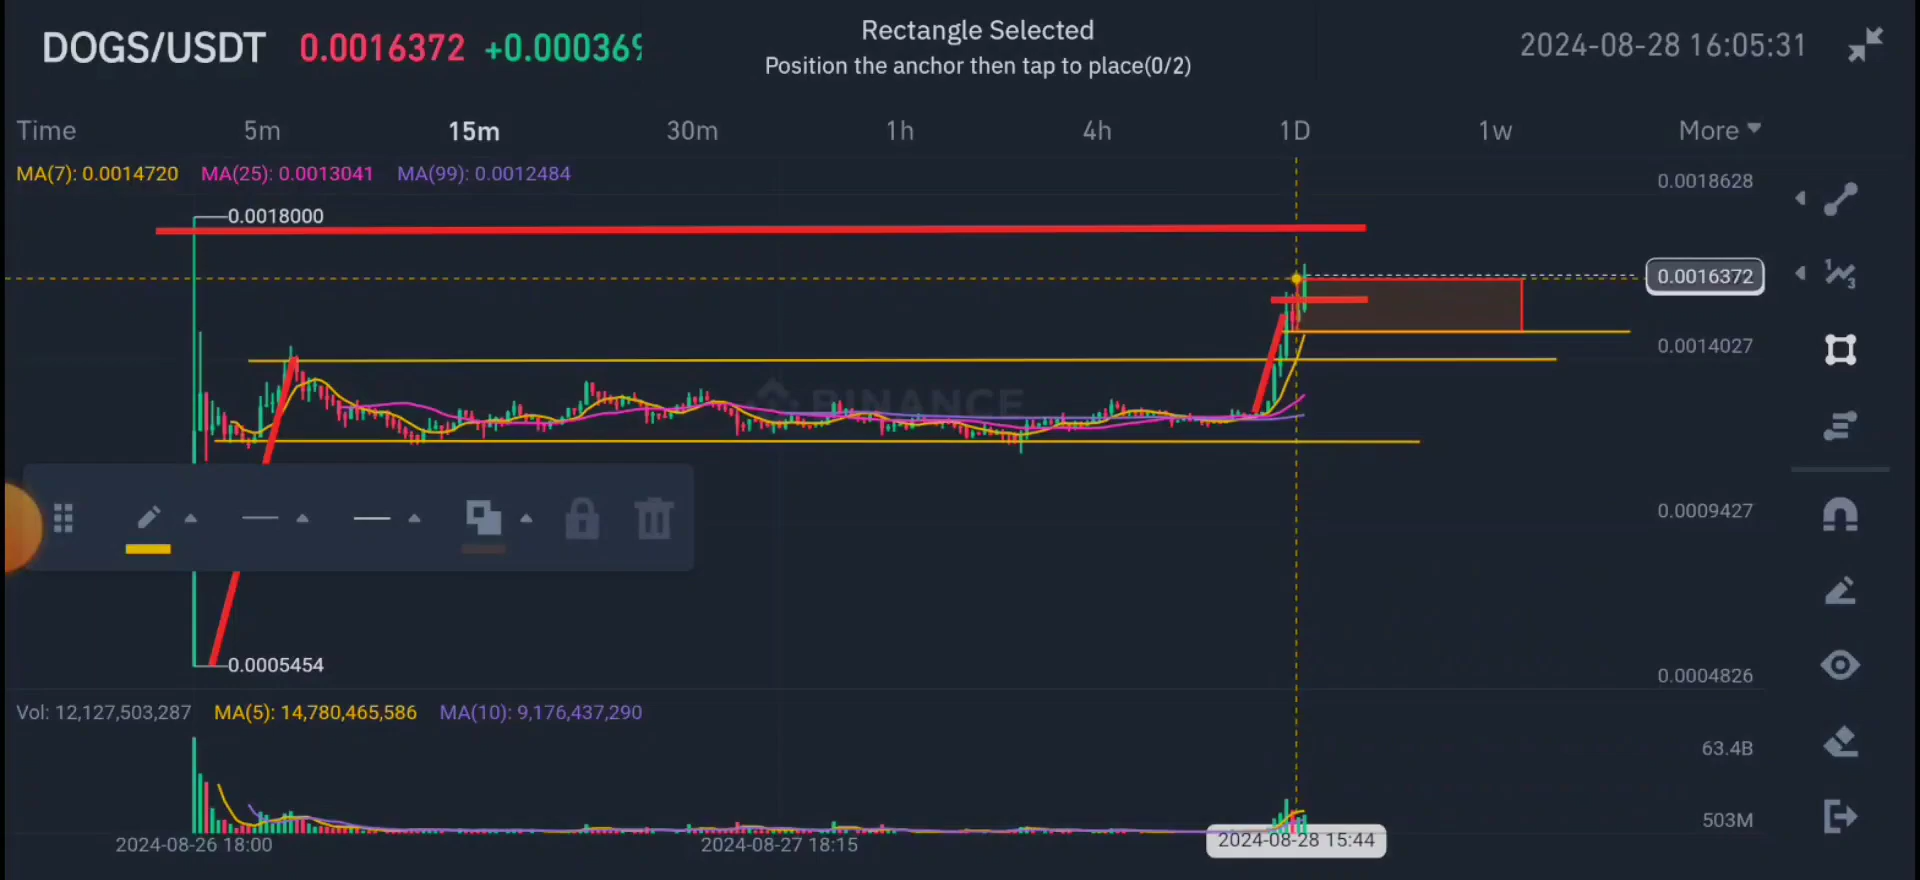 DOGS/USDT 0.0016372 +0.000369
Rectangle Selected
Position the anchor then tap to place(0/2)
2024-08-28 16:05:31
Time 5m 15m 30m 1h 4h 1D 1w More
MA(7): 0.0014720 MA(25): 0.0013041 MA(99): 0.0012484
0.0018628
0.0018000
0.0016372
0.0014027
BINANCE
0.0009427
0.0005454
0.0004826
Vol: 12,127,503,287 MA(5): 14,780,465,586 MA(10): 9,176,437,290
63.4B
503M
2024-08-26 18:00 2024-08-27 18:15 2024-08-28 15:44